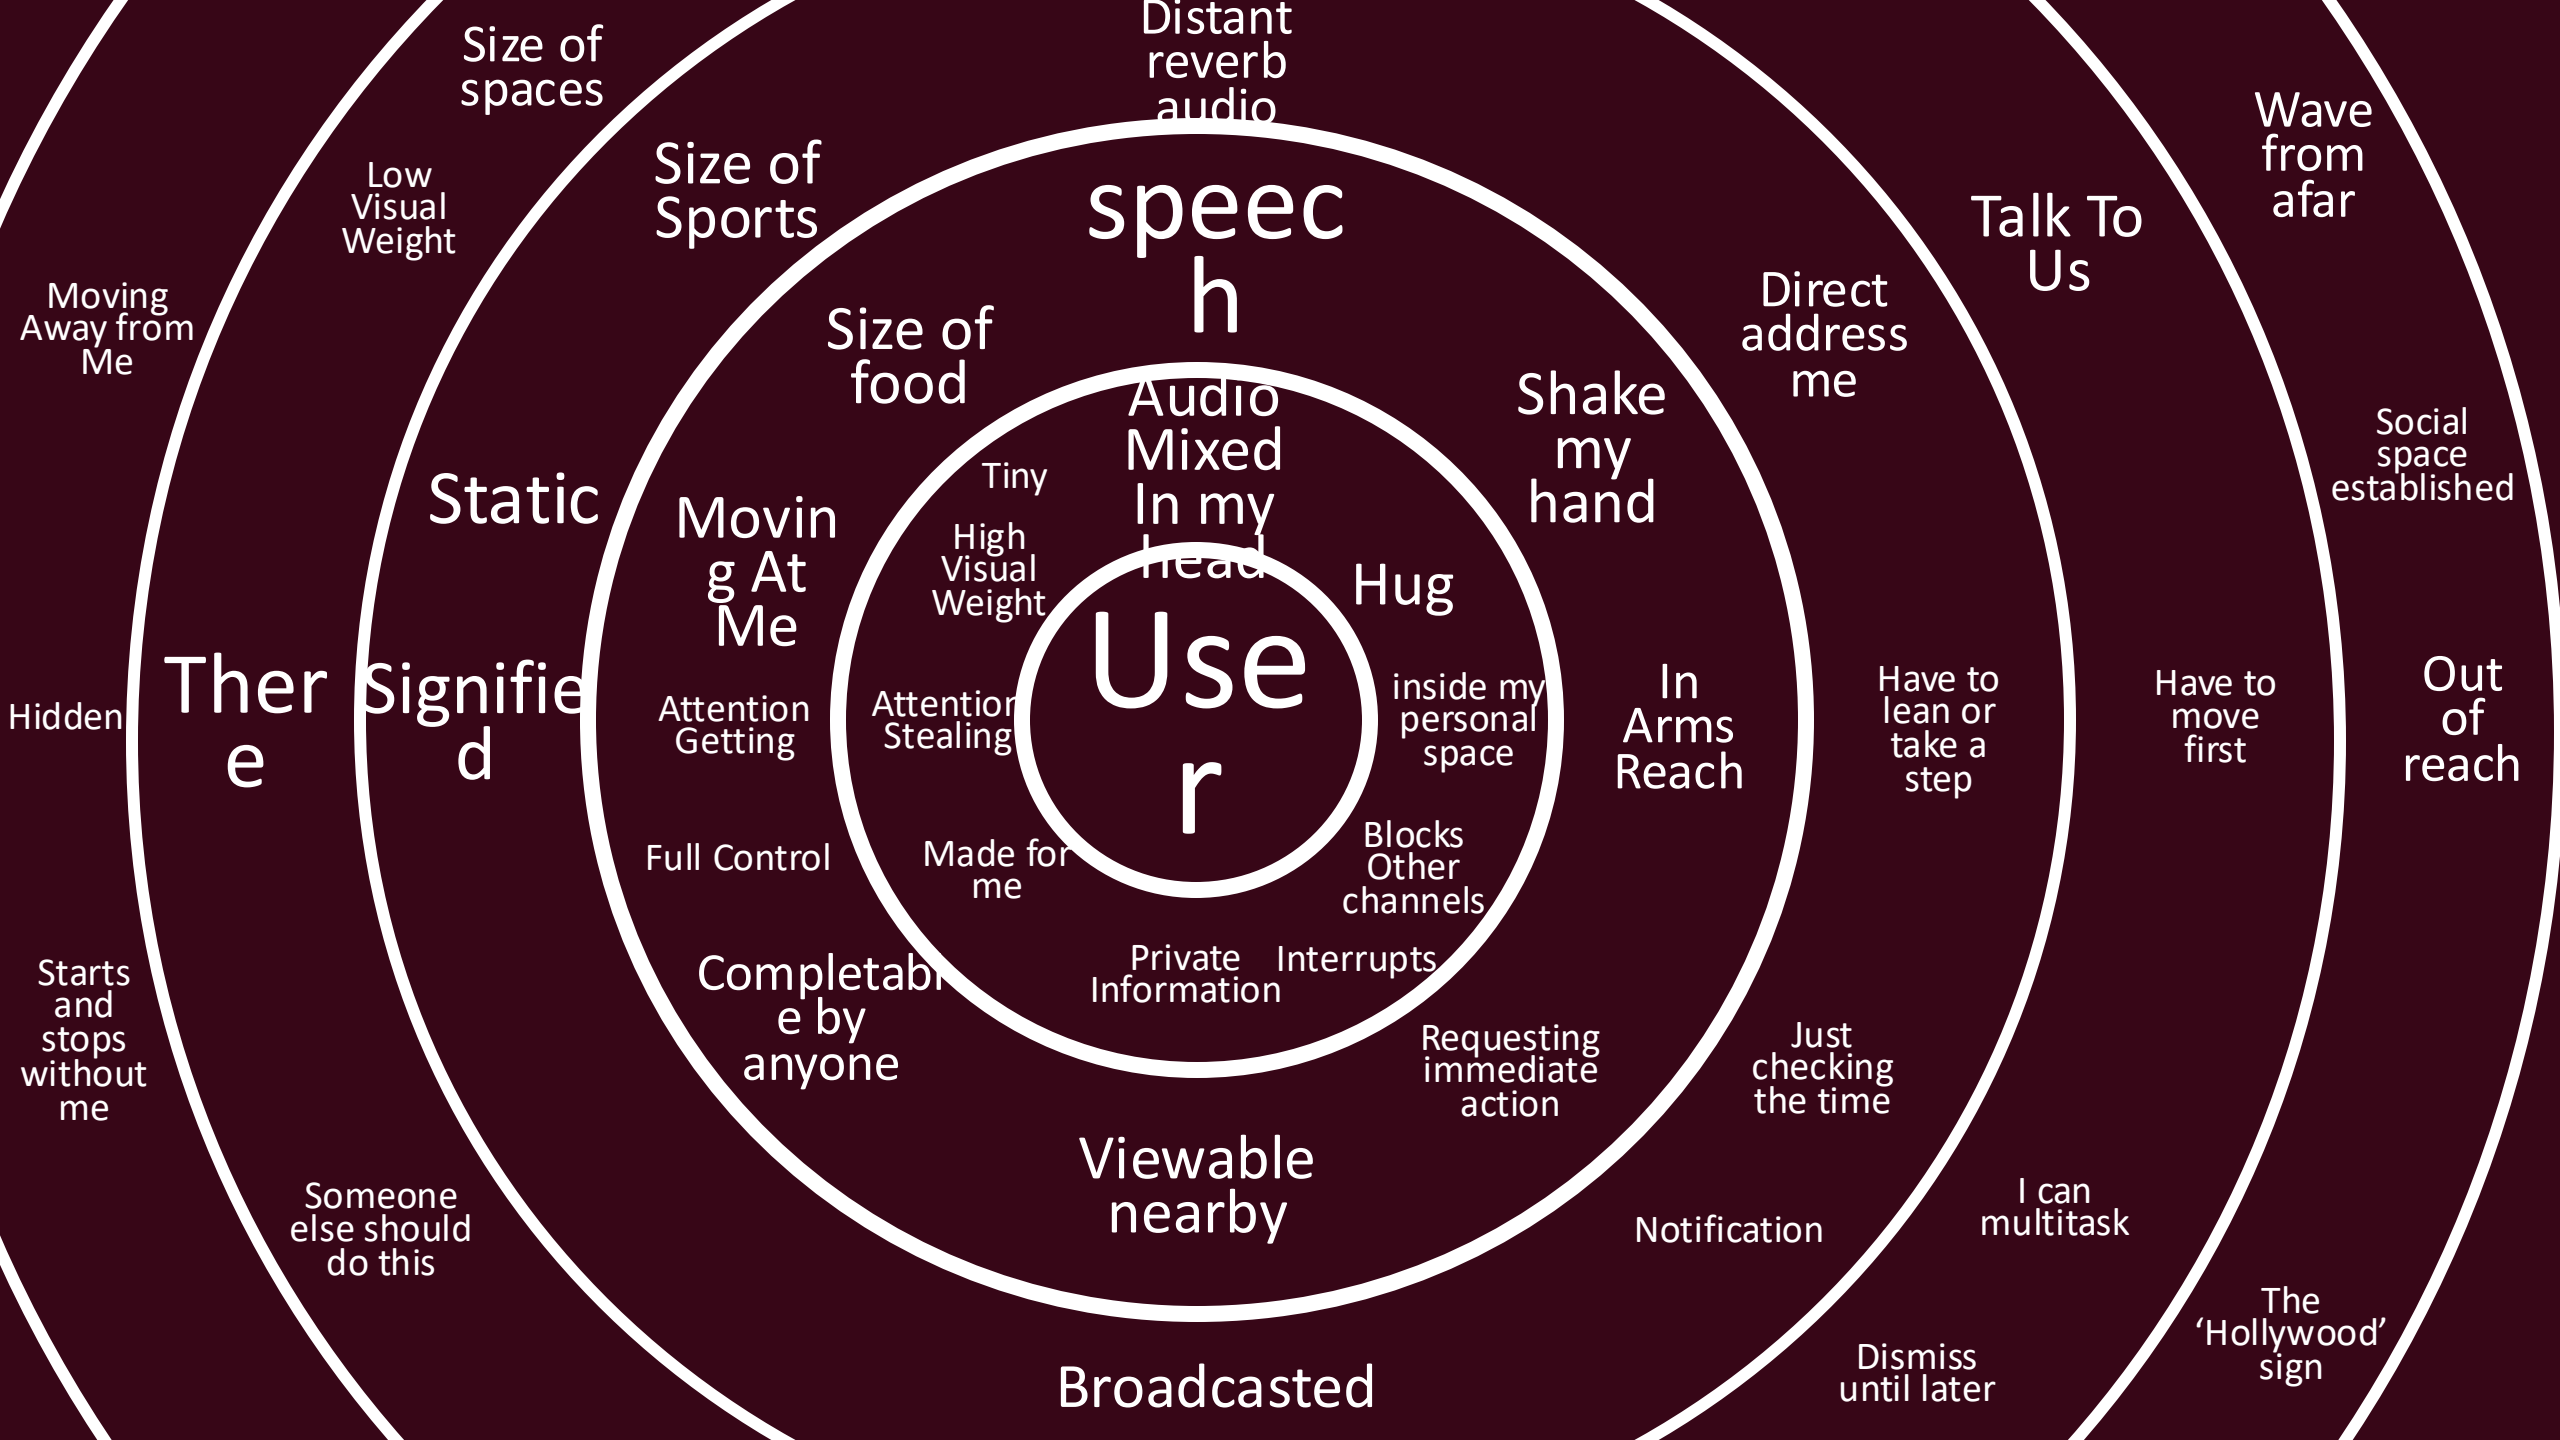 Distant
reverb
audio
Size of
spaces
Wave
from
afar
Size of
Sports
Low
Visual
Weight
speec
h
Talk To
Us
Direct
address
me
Moving
Away from
Me
Size of
food
Shake
my
hand
Audio
Mixed
In my
head
Social
space
established
Static
Movin
g At
Me
Tiny
High
Visual
Weight
Hug
Hidden
Ther
e
Signifie
d
Attention
Getting
Attention
Stealing
Use
r
inside my
personal
space
In
Arms
Reach
Have to
lean or
take a
step
Have to
move
first
Out
of
reach
Full Control
Made for
me
Blocks
Other
channels
Completabl
e by
anyone
Private
Information
Interrupts
Starts
and
stops
without
me
Requesting
immediate
action
Just
checking
the time
Viewable
nearby
Someone
else should
do this
Notification
I can
multitask
Broadcasted
Dismiss
until later
The
‘Hollywood’
sign